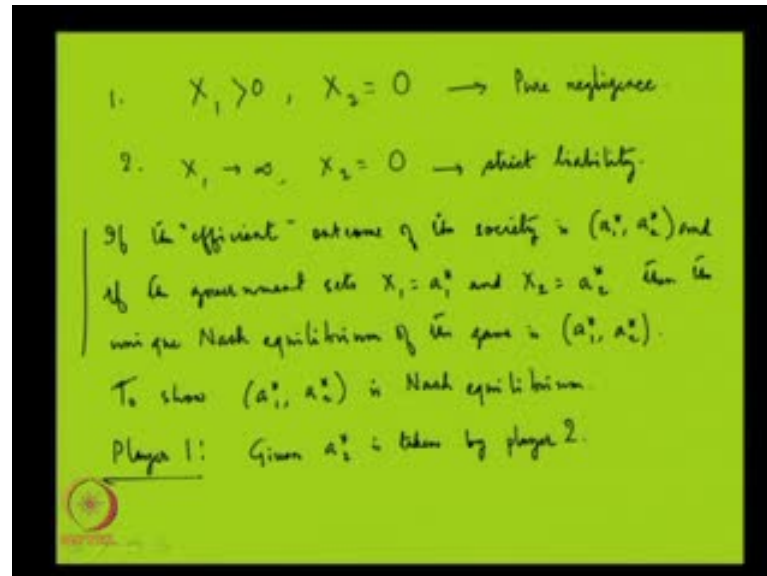 1. X₁ > 0, X₂ = 0 → Pure negligence.
2. X₁ → ∞, X₂ = 0 → strict liability.
If the "efficient" outcome of the society is (a₁*, a₂*) and
if the government sets X₁ = a₁* and X₂ = a₂* then the
unique Nash equilibrium of the game is (a₁*, a₂*).
To show (a₁*, a₂*) is Nash equilibrium.
Player 1: Given a₂* is taken by player 2.